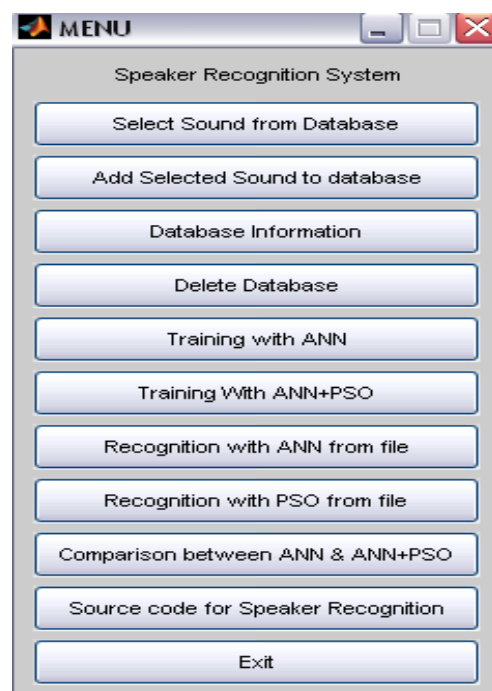 MENU
Speaker Recognition System
Select Sound from Database
Add Selected Sound to database
Database Information
Delete Database
Training with ANN
Training With ANN+PSO
Recognition with ANN from file
Recognition with PSO from file
Comparison between ANN & ANN+PSO
Source code for Speaker Recognition
Exit